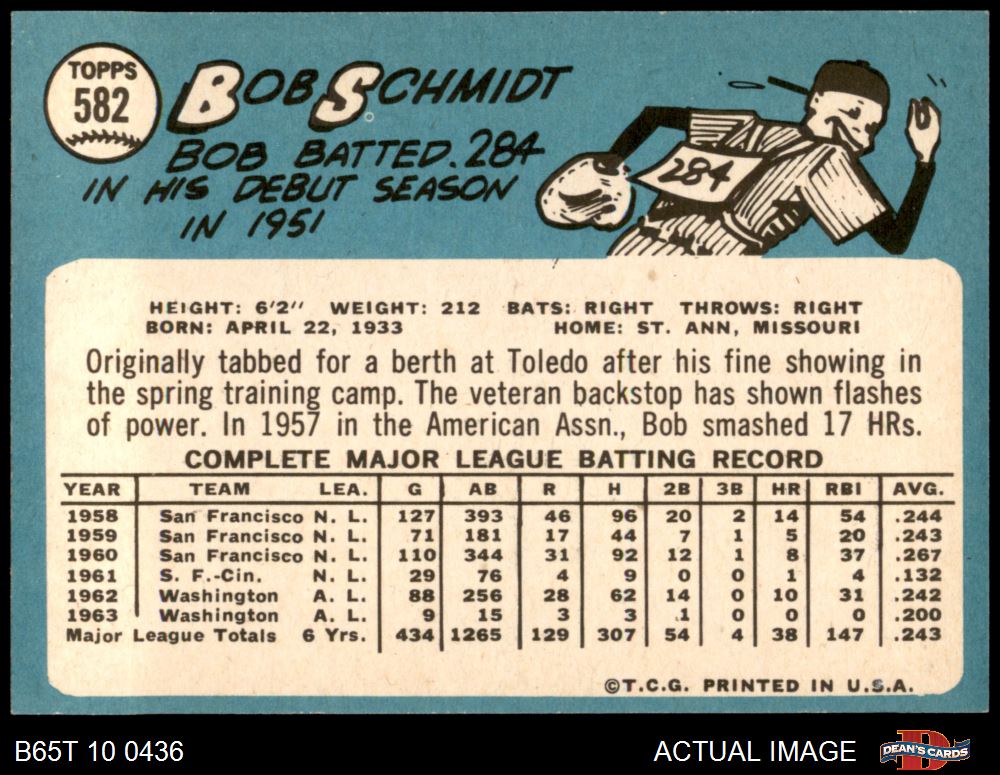 TOPPS
582
BOB SCHMIDT
BOB BATTED .284
IN HIS DEBUT SEASON
IN 1951
284
HEIGHT: 6'2" WEIGHT: 212 BATS: RIGHT THROWS: RIGHT
BORN: APRIL 22, 1933 HOME: ST. ANN, MISSOURI
Originally tabbed for a berth at Toledo after his fine showing in
the spring training camp. The veteran backstop has shown flashes
of power. In 1957 in the American Assn., Bob smashed 17 HRs.
COMPLETE MAJOR LEAGUE BATTING RECORD
YEAR TEAM LEA. G AB R H 2B 3B HR RBI AVG.
1958 San Francisco N. L. 127 393 46 96 20 2 14 54 .244
1959 San Francisco N. L. 71 181 17 44 7 1 5 20 .243
1960 San Francisco N. L. 110 344 31 92 12 1 8 37 .267
1961 S. F.-Cin. N. L. 29 76 4 9 0 0 1 4 .132
1962 Washington A. L. 88 256 28 62 14 0 10 31 .242
1963 Washington A. L. 9 15 3 3 1 0 0 0 .200
Major League Totals 6 Yrs. 434 1265 129 307 54 4 38 147 .243
©T.C.G. PRINTED IN U.S.A.
B65T 10 0436 ACTUAL IMAGE DEAN'S CARDS